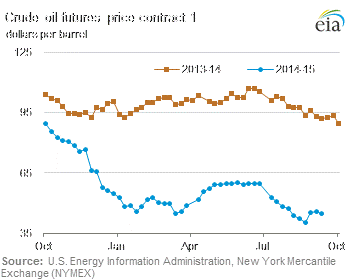 Crude oil futures price contract 1
dollars per barrel
eia
125
2013-14
2014-15
95
65
35
Oct
Jan
Apr
Jul
Oct
Source: U.S. Energy Information Administration, New York Mercantile
Exchange (NYMEX)